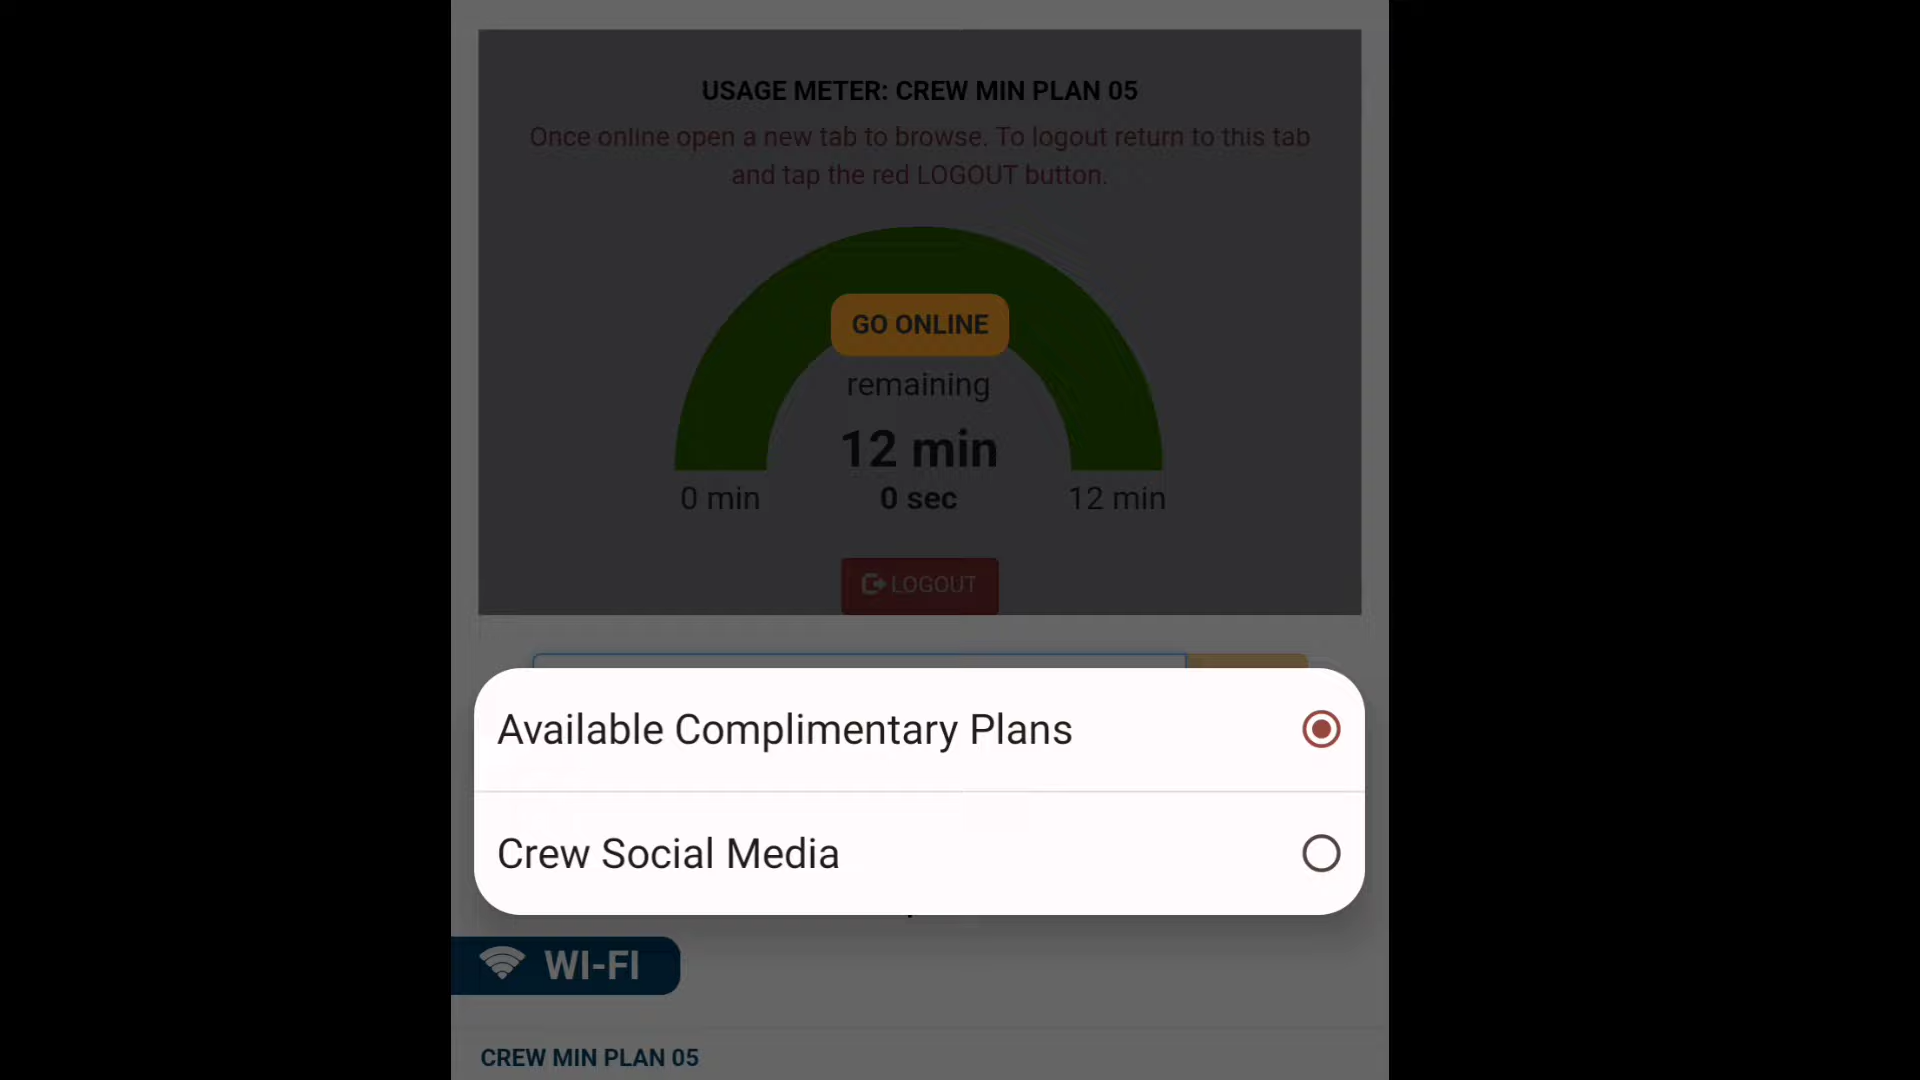 USAGE METER: CREW MIN PLAN 05
Once online open a new tab to browse. To logout return to this tab
and tap the red LOGOUT button.
GO ONLINE
remaining
12 min
0 min
0 sec
12 min
LOGOUT
Available Complimentary Plans
Crew Social Media
WI-FI
CREW MIN PLAN 05